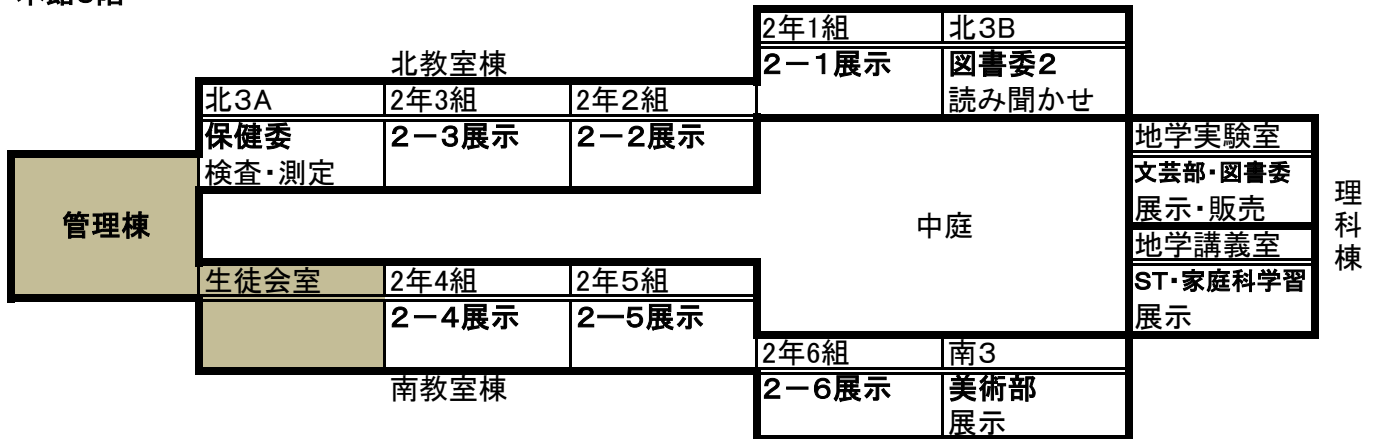 2年1組 北3B
北教室棟
2－1展示 図書委2
読み聞かせ
北3A 2年3組 2年2組
保健委 2－3展示 2－2展示
検査・測定
地学実験室
文芸部・図書委
展示・販売
管理棟
中庭
理科棟
地学講義室
ST・家庭科学習
展示
生徒会室 2年4組 2年5組
2－4展示 2―5展示
2年6組 南3
南教室棟
2－6展示 美術部
展示